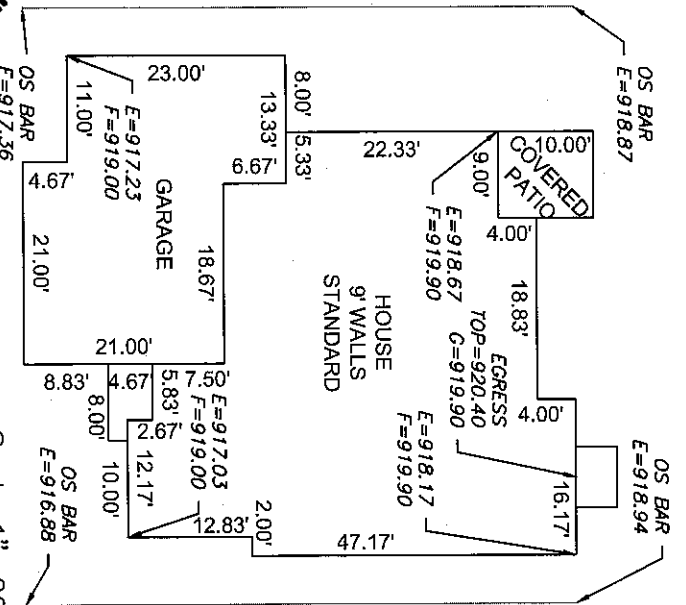 OS BAR
E=918.87
OS BAR
E=918.94
10.00'
COVERED
PATIO
9.00'
4.00'
22.33'
18.83'
4.00'
16.17'
E=918.67
F=919.90
EGRESS
TOP=920.40
G=919.90
E=918.17
F=919.90
HOUSE
9' WALLS
STANDARD
47.17'
8.00'
13.33'
5.33'
23.00'
6.67'
18.67'
11.00'
E=917.23
F=919.00
GARAGE
4.67'
21.00'
21.00'
7.50'
5.83'
4.67'
8.83'
8.00'
2.67'
12.17'
10.00'
E=917.03
F=919.00
12.83'
2.00'
OS BAR
E=917.36
OS BAR
E=916.88